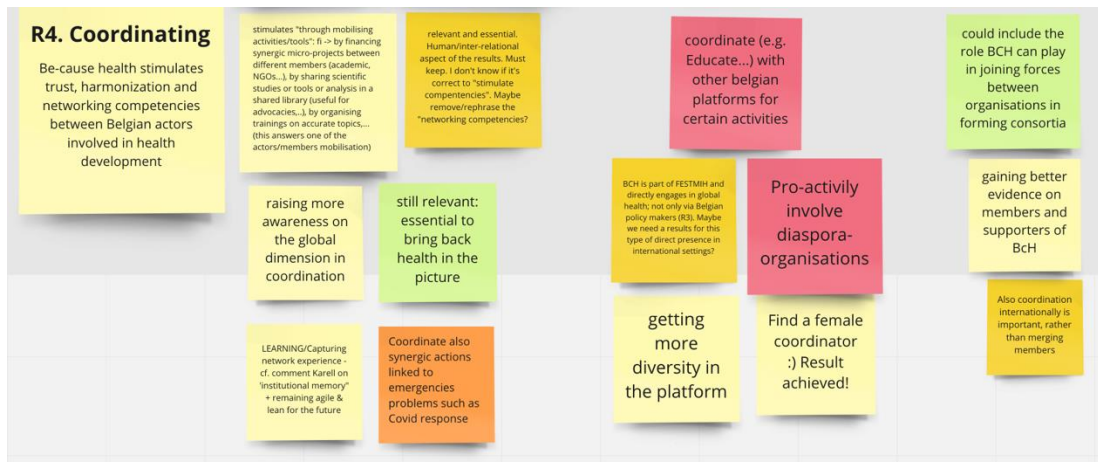 R4. Coordinating
Be-cause health stimulates
trust, harmonization and
networking competencies
between Belgian actors
involved in health
development
stimulates "through mobilising
activities/tools": fi -> by financing
synergic micro-projects between
different members (academic,
NGOs...), by sharing scientific
studies or tools or analysis in a
shared library (useful for
advocacies,..), by organising
trainings on accurate topics,...
(this answers one of the
actors/members mobilisation)
relevant and essential.
Human/inter-relational
aspect of the results. Must
keep. I don't know if it's
correct to "stimulate
compentencies". Maybe
remove/rephrase the
"networking competencies?
raising more
awareness on
the global
dimension in
coordination
still relevant:
essential to
bring back
health in the
picture
LEARNING/Capturing
network experience -
cf. comment Karell on
'institutional memory"
+ remaining agile &
lean for the future
Coordinate also
synergic actions
linked to
emergencies
problems such as
Covid response
coordinate (e.g.
Educate...) with
other belgian
platforms for
certain activities
BCH is part of FESTMIH and
directly engages in global
health; not only via Belgian
policy makers (R3). Maybe
we need a results for this
type of direct presence in
international settings?
Pro-activily
involve
diaspora-
organisations
getting
more
diversity in
the platform
Find a female
coordinator
:) Result
achieved!
could include the
role BCH can play
in joining forces
between
organisations in
forming consortia
gaining better
evidence on
members and
supporters of
BcH
Also coordination
internationally is
important, rather
than merging
members